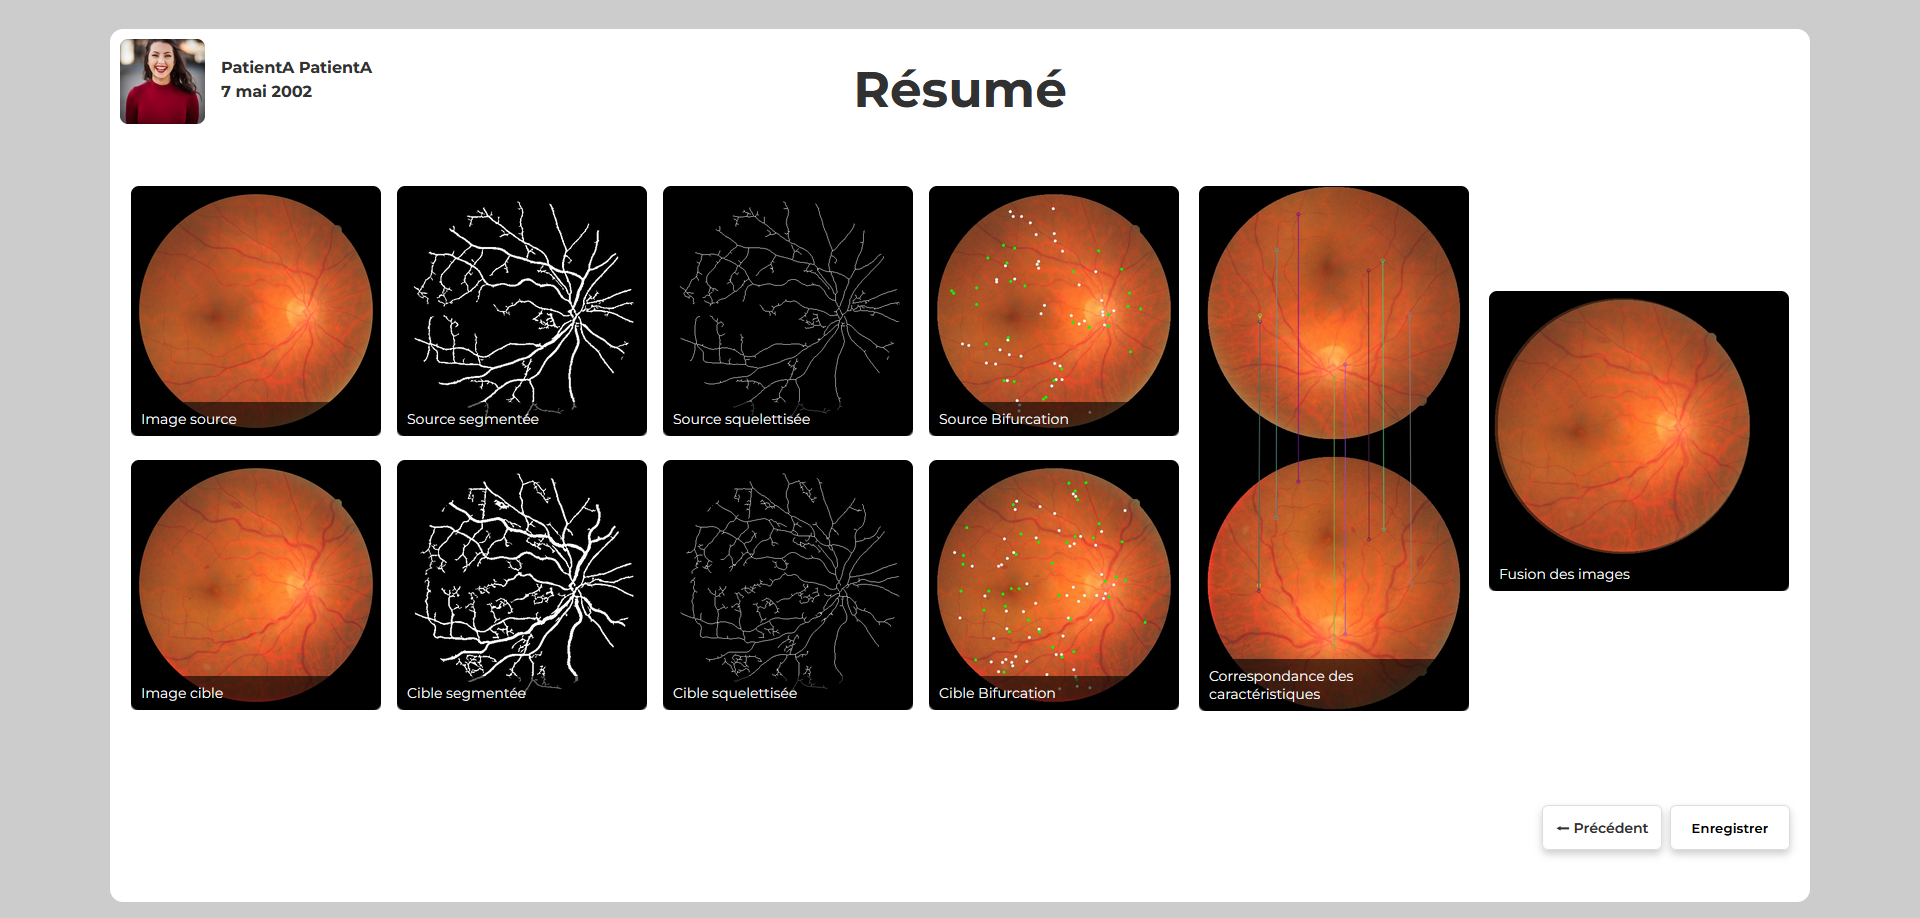 PatientA PatientA
7 mai 2002
Résumé
Image source
Source segmentée
Source squelettisée
Source Bifurcation
Image cible
Cible segmentée
Cible squelettisée
Cible Bifurcation
Correspondance des
caractéristiques
Fusion des images
← Précédent
Enregistrer